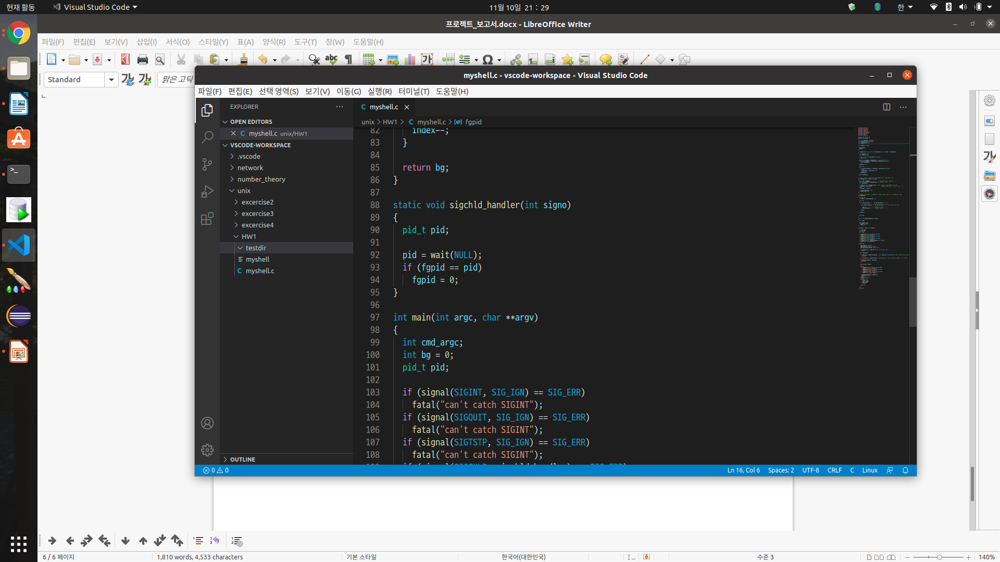 현재 활동
Visual Studio Code
11월 10일 21 : 29
한
프로젝트_보고서.docx - LibreOffice Writer
파일(F) 편집(E) 보기(V) 삽입(I) 서식(O) 스타일(Y) 표(A) 양식(R) 도구(T) 창(W) 도움말(H)
Standard
맑은 고딕
myshell.c - vscode-workspace - Visual Studio Code
파일(F) 편집(E) 선택 영역(S) 보기(V) 이동(G) 실행(R) 터미널(T) 도움말(H)
EXPLORER
OPEN EDITORS
myshell.c unix/HW1
VSCODE-WORKSPACE
.vscode
network
number_theory
unix
excercise2
excercise3
excercise4
HW1
testdir
myshell
C myshell.c
OUTLINE
C myshell.c
unix > HW1 > C myshell.c > fgpid
82 index--;
83 }
84
85 return bg;
86 }
87
88 static void sigchld_handler(int signo)
89 {
90 pid_t pid;
91
92 pid = wait(NULL);
93 if (fgpid == pid)
94 fgpid = 0;
95 }
96
97 int main(int argc, char **argv)
98 {
99 int cmd_argc;
100 int bg = 0;
101 pid_t pid;
102
103 if (signal(SIGINT, SIG_IGN) == SIG_ERR)
104 fatal("can't catch SIGINT");
105 if (signal(SIGQUIT, SIG_IGN) == SIG_ERR)
106 fatal("can't catch SIGINT");
107 if (signal(SIGTSTP, SIG_IGN) == SIG_ERR)
108 fatal("can't catch SIGINT");
0 0
Ln 16, Col 6 Spaces: 2 UTF-8 CRLF C Linux
6 / 6 페이지
1,810 words, 4,533 characters
기본 스타일
한국어(대한민국)
수준 3
140%